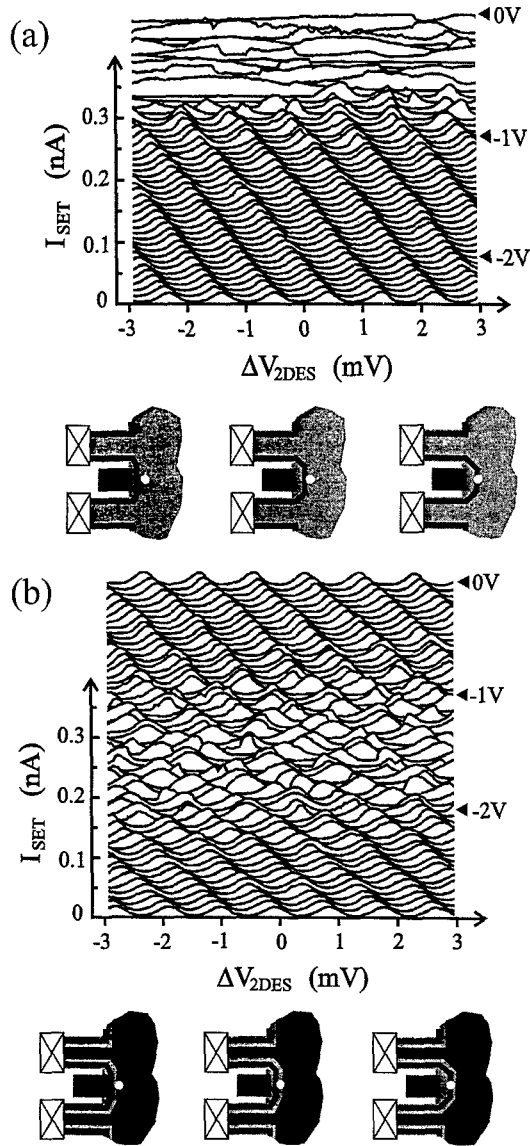 (a)
0V
-1V
-2V
I_SET (nA)
0.3
0.2
0.1
0
-3 -2 -1 0 1 2 3
ΔV_2DES (mV)
(b)
0V
-1V
-2V
I_SET (nA)
0.3
0.2
0.1
0
-3 -2 -1 0 1 2 3
ΔV_2DES (mV)